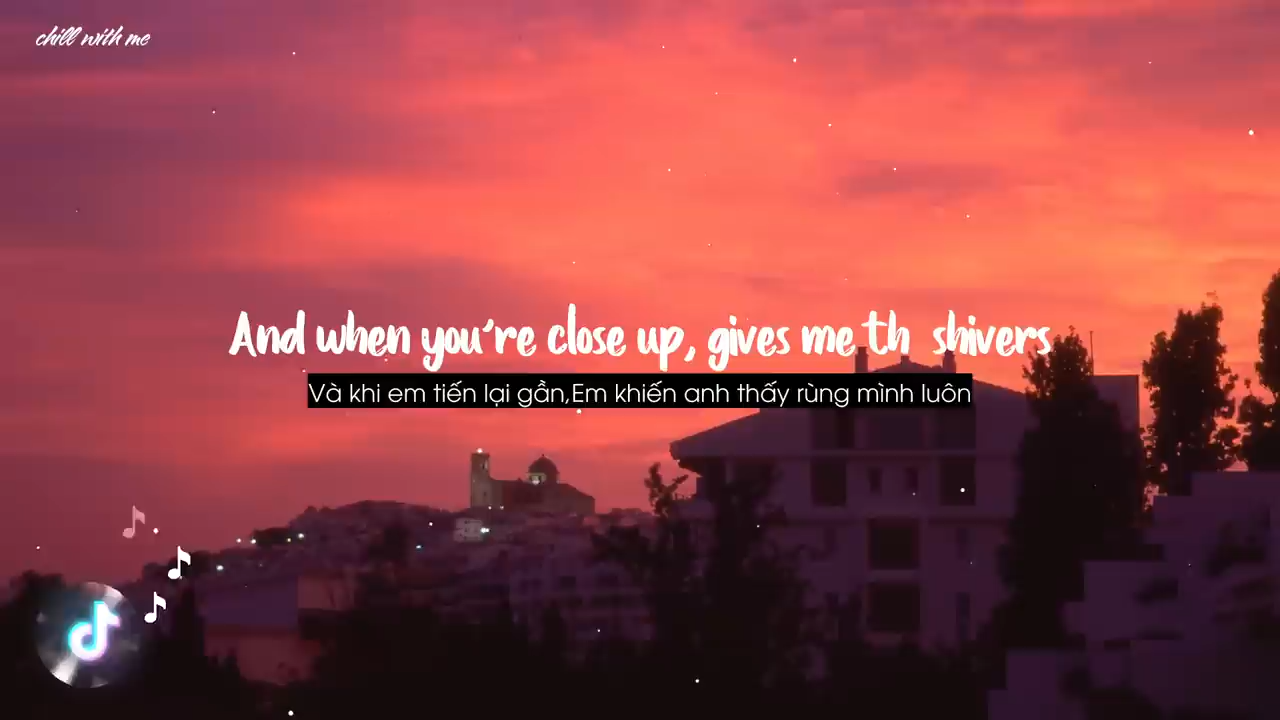 chill with me
And when you're close up, gives me th shivers
Và khi em tiến lại gần,Em khiến anh thấy rùng mình luôn